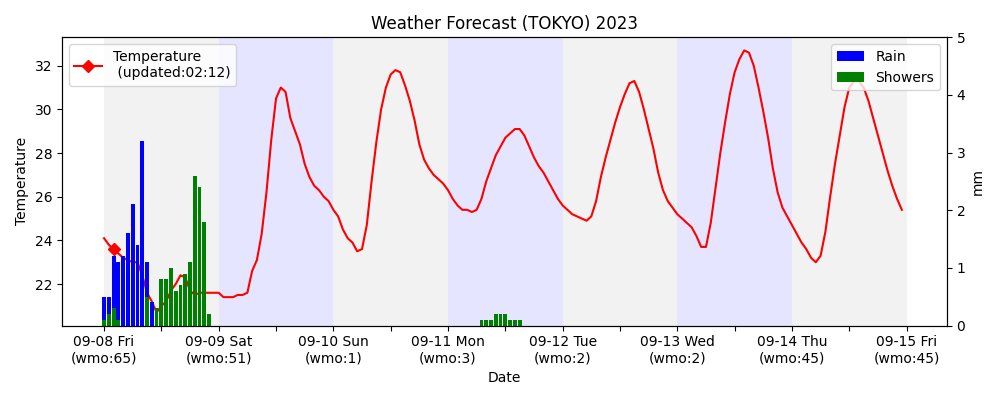 Weather Forecast (TOKYO) 2023
Temperature
(updated:02:12)
Rain
Showers
Temperature
32
30
28
26
24
22
5
4
3
2
1
0
mm
09-08 Fri
(wmo:65)
09-09 Sat
(wmo:51)
09-10 Sun
(wmo:1)
09-11 Mon
(wmo:3)
09-12 Tue
(wmo:2)
09-13 Wed
(wmo:2)
09-14 Thu
(wmo:45)
09-15 Fri
(wmo:45)
Date